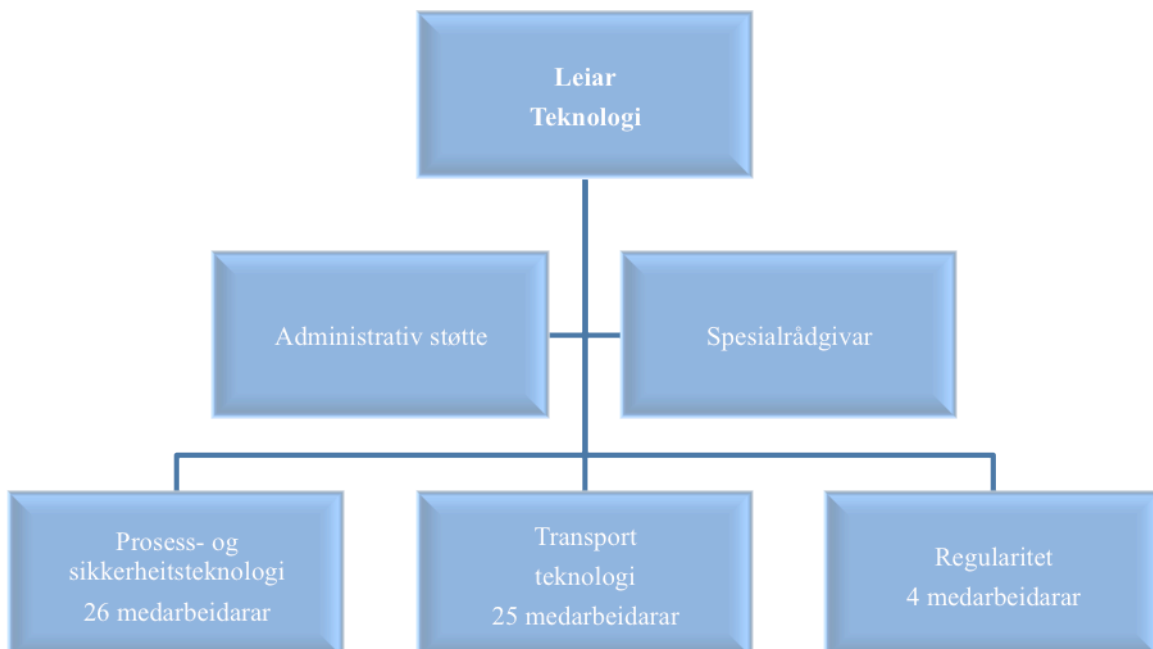 Leiar
Teknologi
Administrativ støtte
Spesialrådgivar
Prosess- og
sikkerheitsteknologi
26 medarbeidarar
Transport
teknologi
25 medarbeidarar
Regularitet
4 medarbeidarar